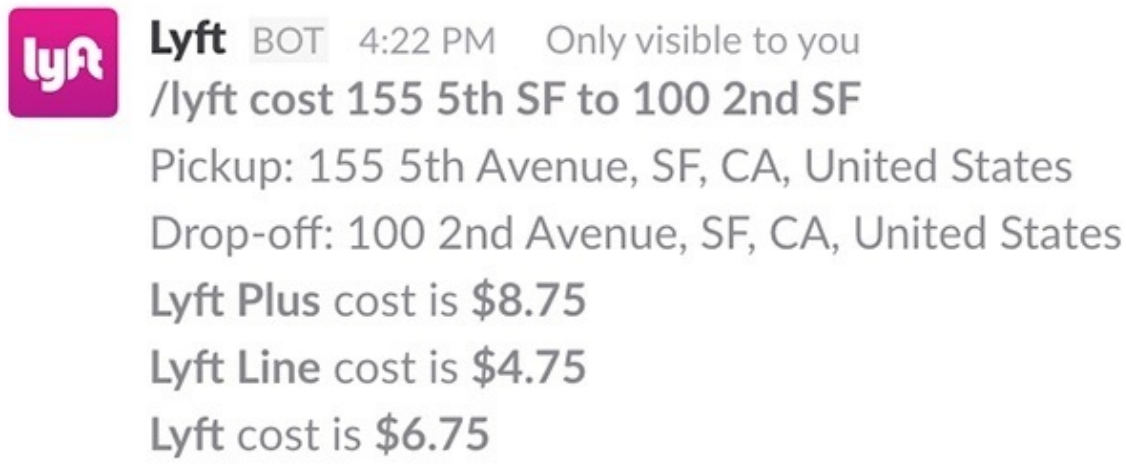 lyft
Lyft BOT 4:22 PM Only visible to you
/lyft cost 155 5th SF to 100 2nd SF
Pickup: 155 5th Avenue, SF, CA, United States
Drop-off: 100 2nd Avenue, SF, CA, United States
Lyft Plus cost is $8.75
Lyft Line cost is $4.75
Lyft cost is $6.75